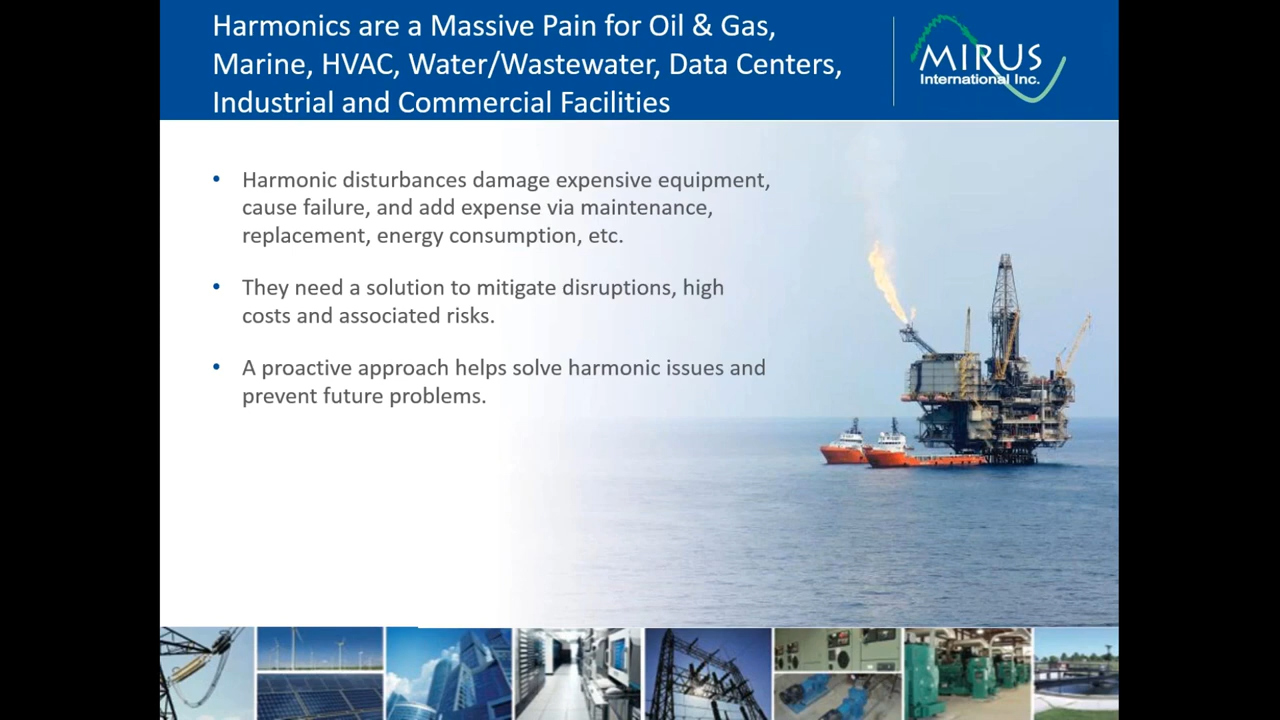 Harmonics are a Massive Pain for Oil & Gas,
Marine, HVAC, Water/Wastewater, Data Centers,
Industrial and Commercial Facilities
MIRUS
International Inc.
• Harmonic disturbances damage expensive equipment,
cause failure, and add expense via maintenance,
replacement, energy consumption, etc.
• They need a solution to mitigate disruptions, high
costs and associated risks.
• A proactive approach helps solve harmonic issues and
prevent future problems.